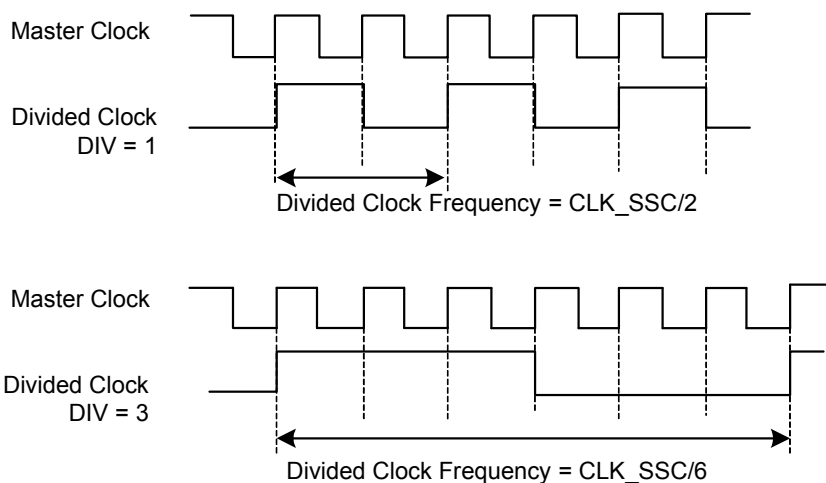 Master Clock
Divided Clock
DIV = 1
Divided Clock Frequency = CLK_SSC/2
Master Clock
Divided Clock
DIV = 3
Divided Clock Frequency = CLK_SSC/6